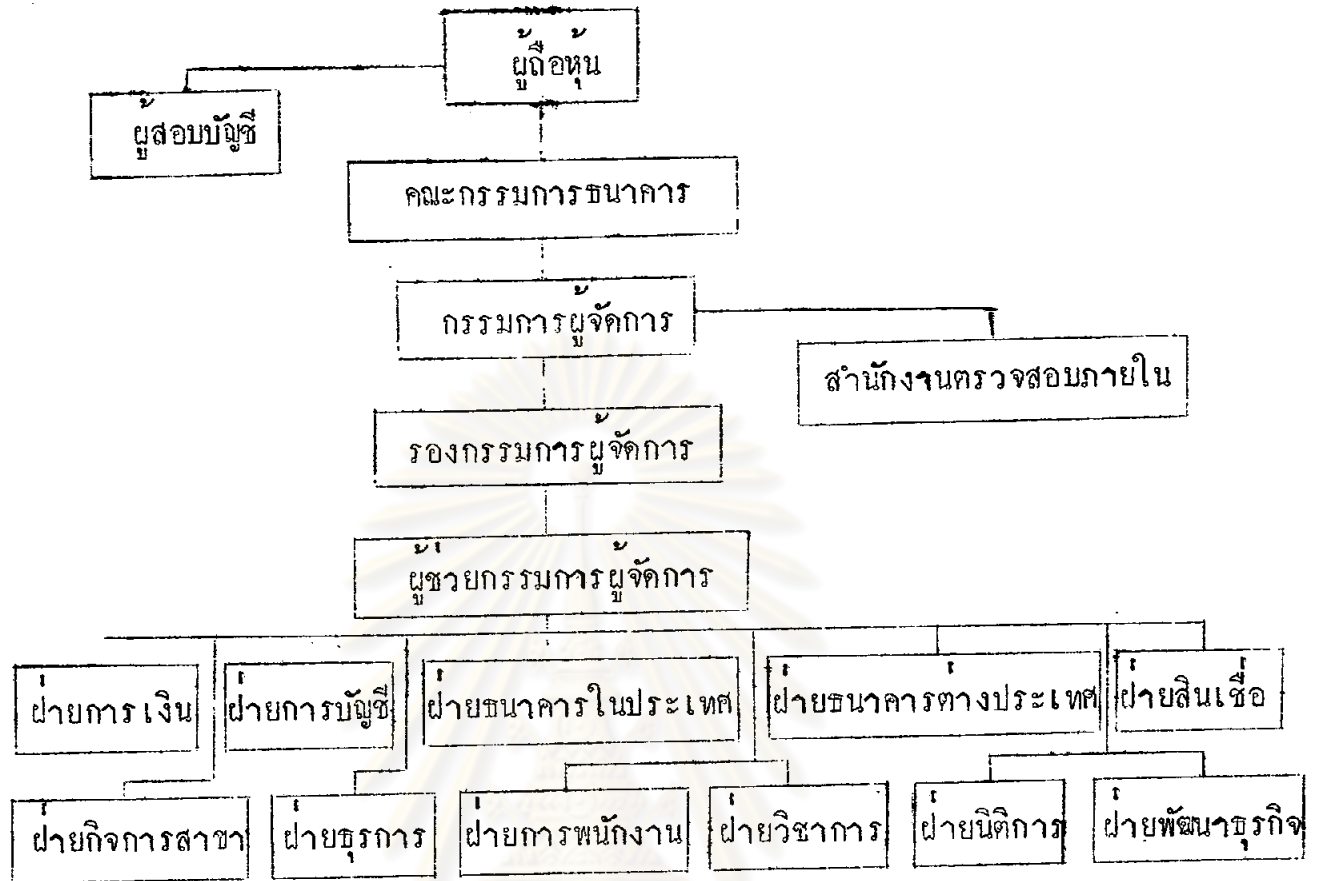 ผู้ถือหุ้น
ผู้สอบบัญชี
คณะกรรมการธนาคาร
กรรมการผู้จัดการ
สำนักงานตรวจสอบภายใน
รองกรรมการผู้จัดการ
ผู้ช่วยกรรมการผู้จัดการ
ฝ่ายการเงิน
ฝ่ายการบัญชี
ฝ่ายธนาคารในประเทศ
ฝ่ายธนาคารต่างประเทศ
ฝ่ายสินเชื่อ
ฝ่ายกิจการสาขา
ฝ่ายธุรการ
ฝ่ายการพนักงาน
ฝ่ายวิชาการ
ฝ่ายนิติการ
ฝ่ายพัฒนาธุรกิจ